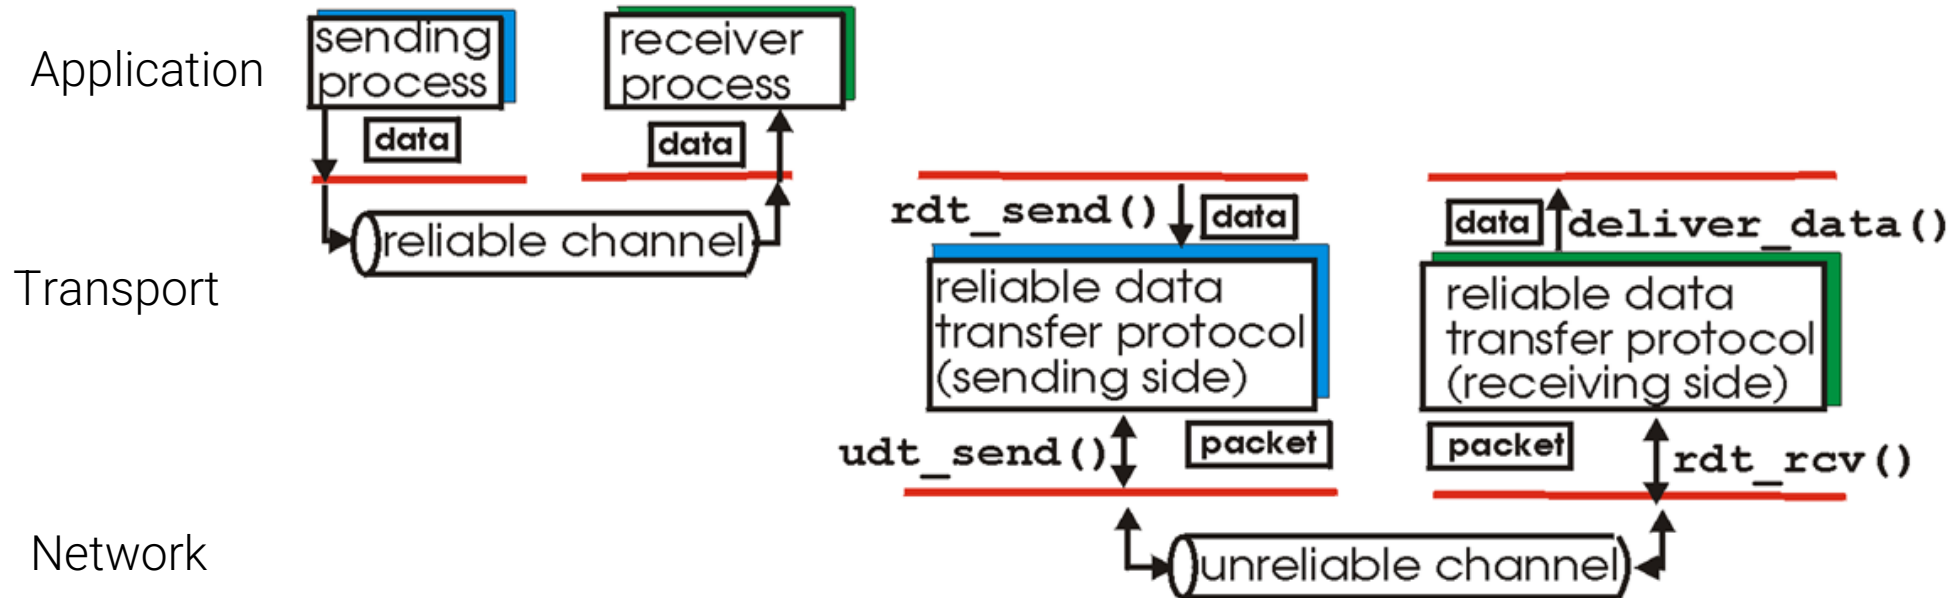 Application
sending
process
receiver
process
data
data
Transport
reliable channel
rdt_send()
data
data
deliver_data()
reliable data
transfer protocol
(sending side)
reliable data
transfer protocol
(receiving side)
udt_send()
packet
packet
rdt_rcv()
Network
unreliable channel